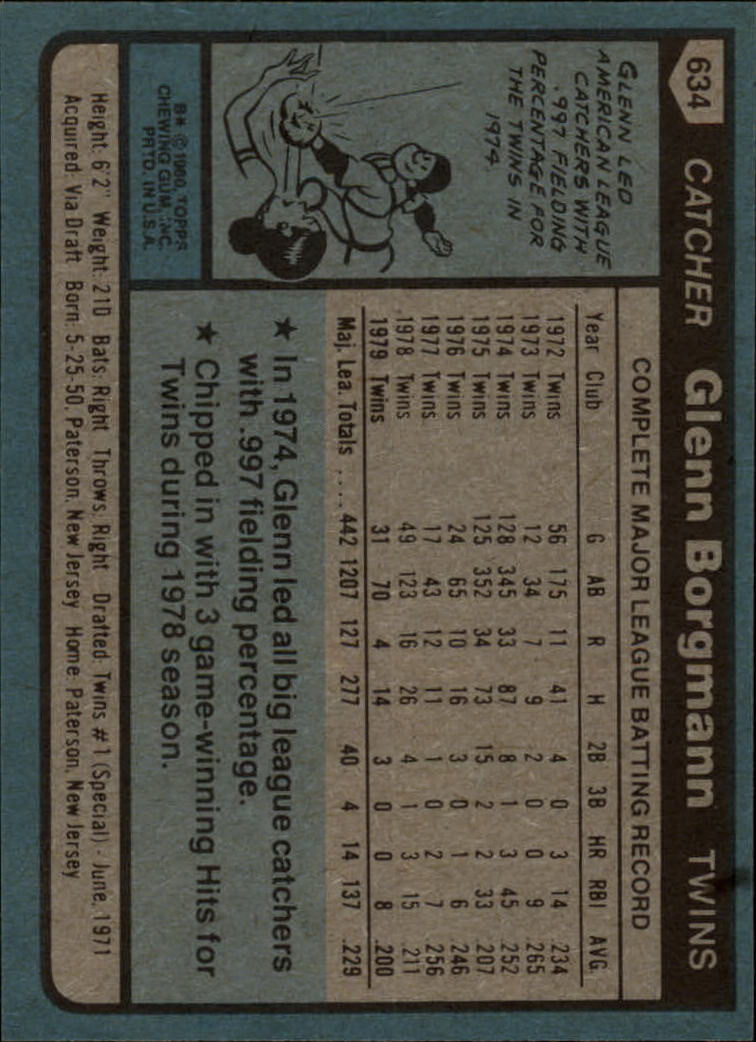 634 CATCHER Glenn Borgmann TWINS
GLENN LED
AMERICAN LEAGUE
CATCHERS WITH
.997 FIELDING
PERCENTAGE FOR
THE TWINS IN
1974.
B* © 1980, TOPPS
CHEWING GUM, INC.
PRTD. IN U.S.A.
COMPLETE MAJOR LEAGUE BATTING RECORD
Year Club G AB R H 2B 3B HR RBI AVG.
1972 Twins 56 175 11 41 4 0 3 14 .234
1973 Twins 12 34 7 9 2 0 0 9 .265
1974 Twins 128 345 33 87 8 1 3 45 .252
1975 Twins 125 352 34 73 15 2 2 33 .207
1976 Twins 24 65 10 16 3 0 1 6 .246
1977 Twins 17 43 12 11 1 0 2 7 .256
1978 Twins 49 123 16 26 4 1 3 15 .211
1979 Twins 31 70 4 14 3 0 0 8 .200
Maj. Lea. Totals .... 442 1207 127 277 40 4 14 137 .229
★ In 1974, Glenn led all big league catchers
with .997 fielding percentage.
★ Chipped in with 3 game-winning Hits for
Twins during 1978 season.
Height: 6'2" Weight: 210 Bats: Right Throws: Right Drafted: Twins #1 (Special) - June, 1971
Acquired: Via Draft Born: 5-25-50, Paterson, New Jersey Home: Paterson, New Jersey